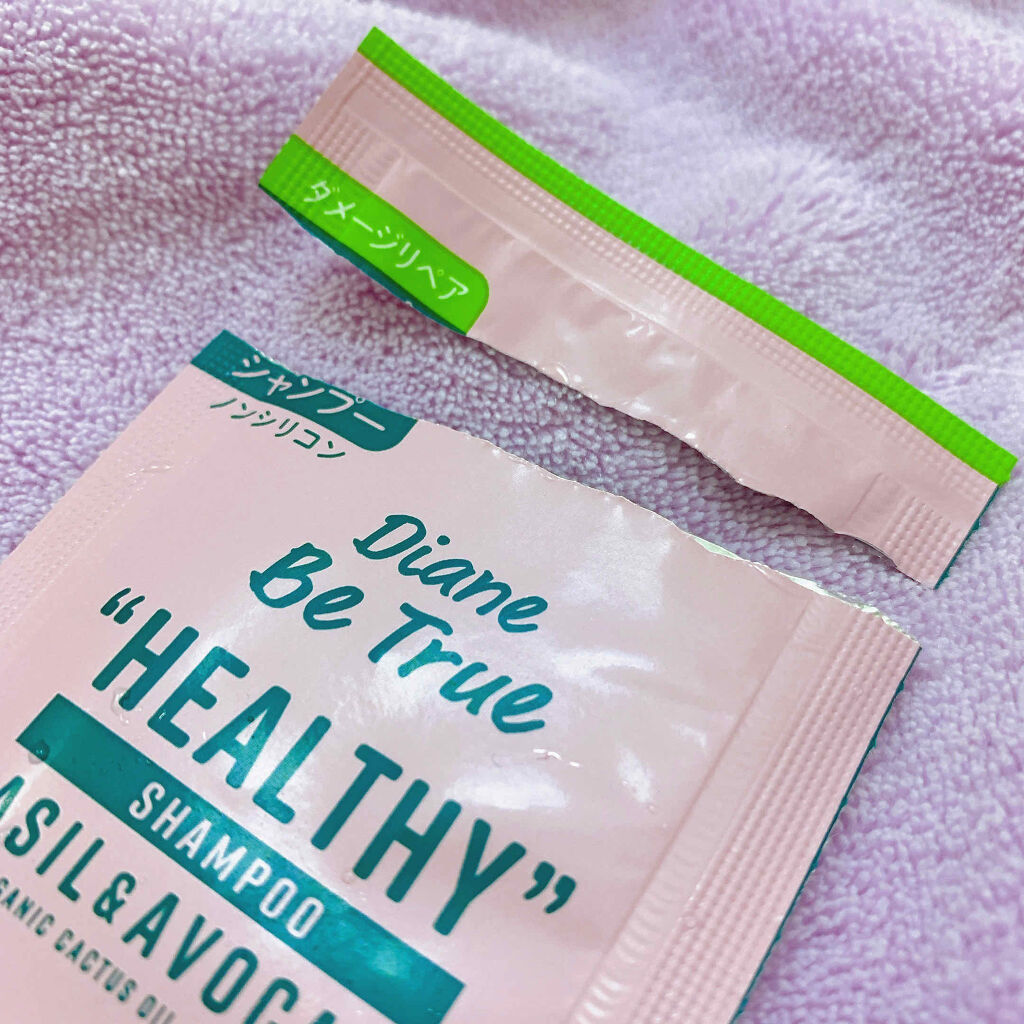 ダメージリペア
シャンプー
ノンシリコン
Diane
Be True
“HEALTHY”
SHAMPOO
ASIL&AVOCA
GANIC CACTUS OIL